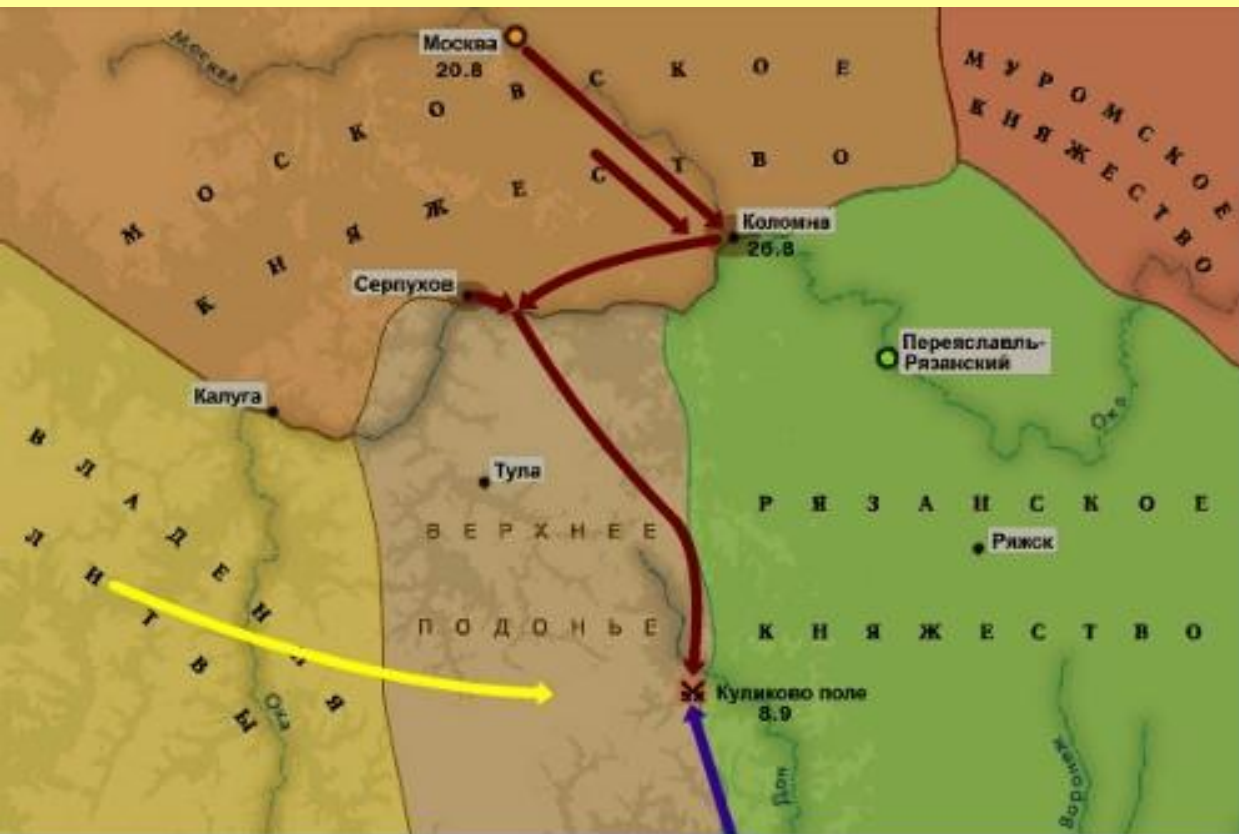 Москва
Москва
20.8
МОСКОВСКОЕ
КНЯЖЕСТВО
МУРОМСКОЕ
КНЯЖЕСТВО
Коломна
26.8
Серпухов
Переяславль-
Рязанский
Калуга
Ока
Тула
ВЛАДЕНИЯ
ЛИТВЫ
ВЕРХНЕЕ
ПОДОНЬЕ
РЯЗАНСКОЕ
КНЯЖЕСТВО
Ряжск
Куликово поле
8.9
Ока
Дон
Воронеж